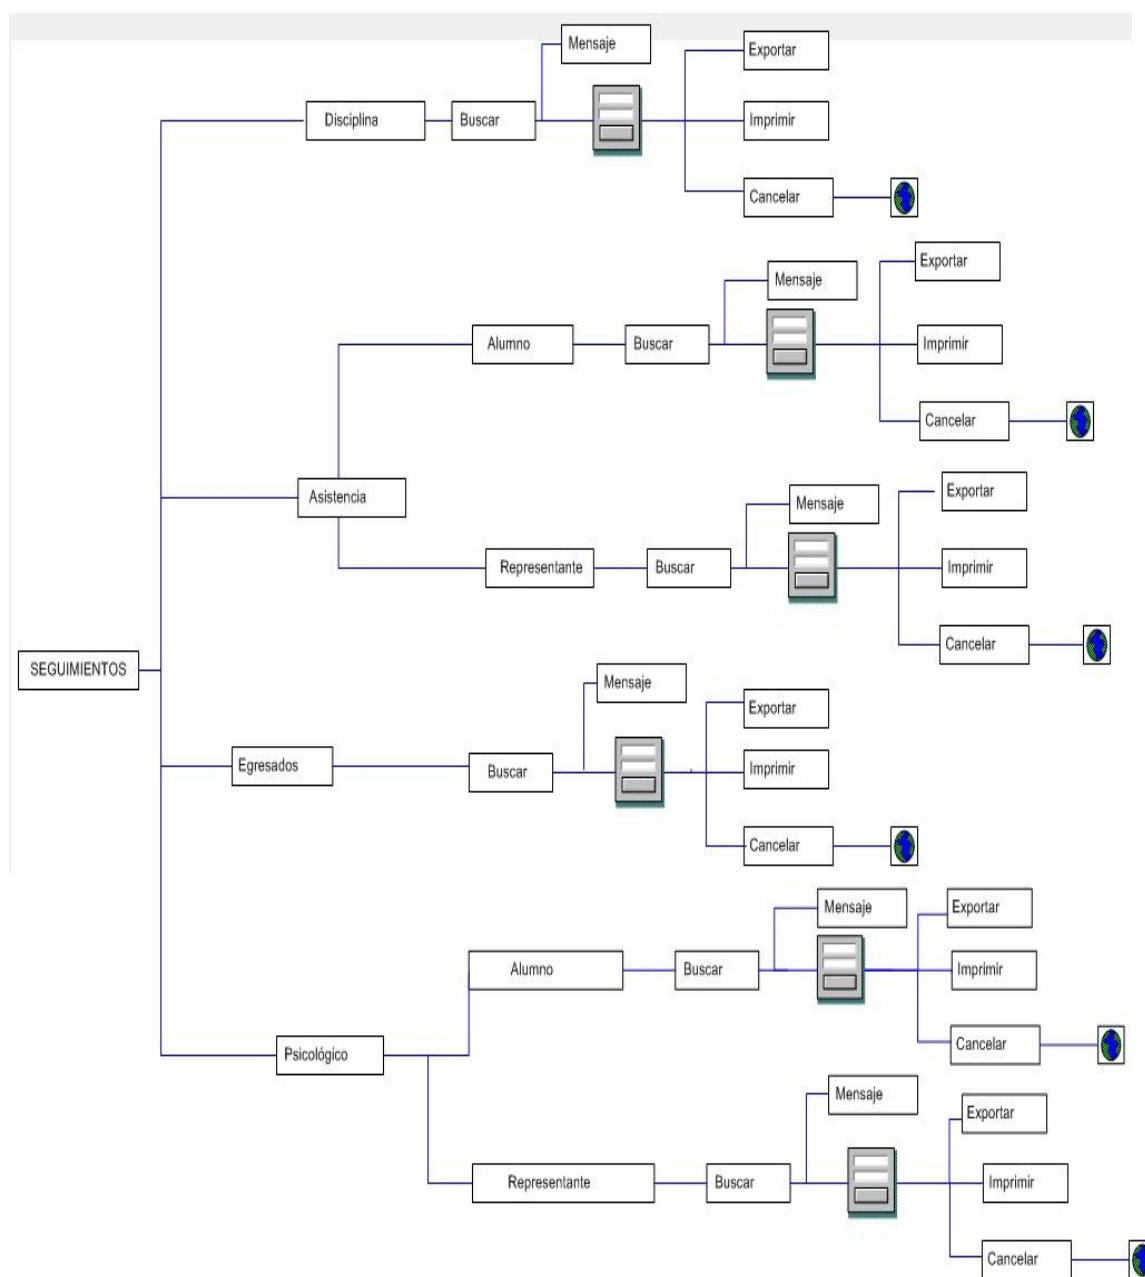 Mensaje
Exportar
Disciplina
Buscar
Imprimir
Cancelar
Exportar
Mensaje
Alumno
Buscar
Imprimir
Cancelar
Asistencia
Exportar
Mensaje
Representante
Buscar
Imprimir
Cancelar
SEGUIMIENTOS
Mensaje
Exportar
Egresados
Buscar
Imprimir
Cancelar
Mensaje
Exportar
Alumno
Buscar
Imprimir
Cancelar
Psicológico
Mensaje
Exportar
Representante
Buscar
Imprimir
Cancelar